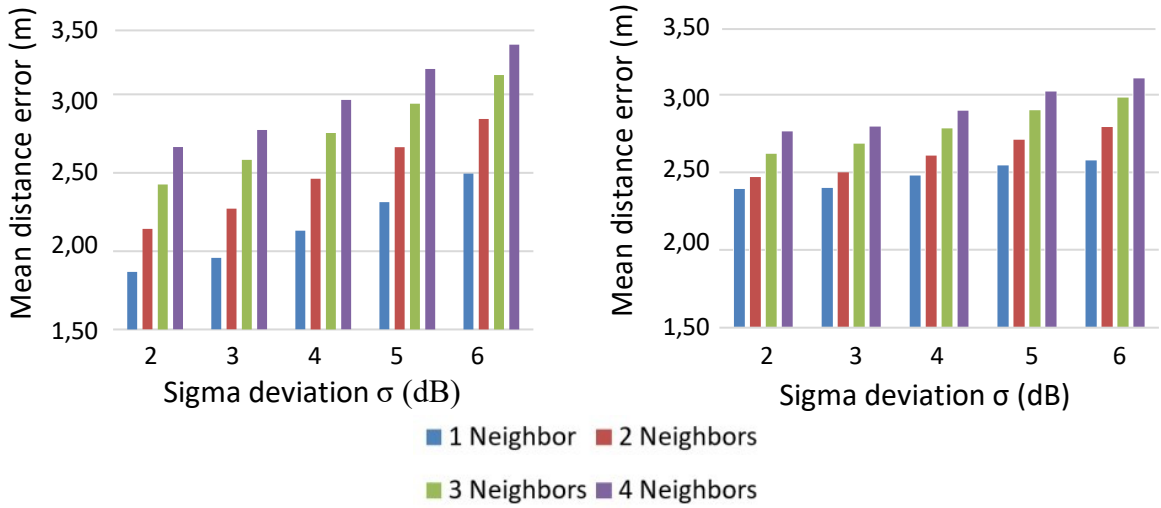 Mean distance error (m)
3,50
3,00
2,50
2,00
1,50
2 3 4 5 6
Sigma deviation σ (dB)
Mean distance error (m)
3,50
3,00
2,50
2,00
1,50
2 3 4 5 6
Sigma deviation σ (dB)
1 Neighbor 2 Neighbors
3 Neighbors 4 Neighbors